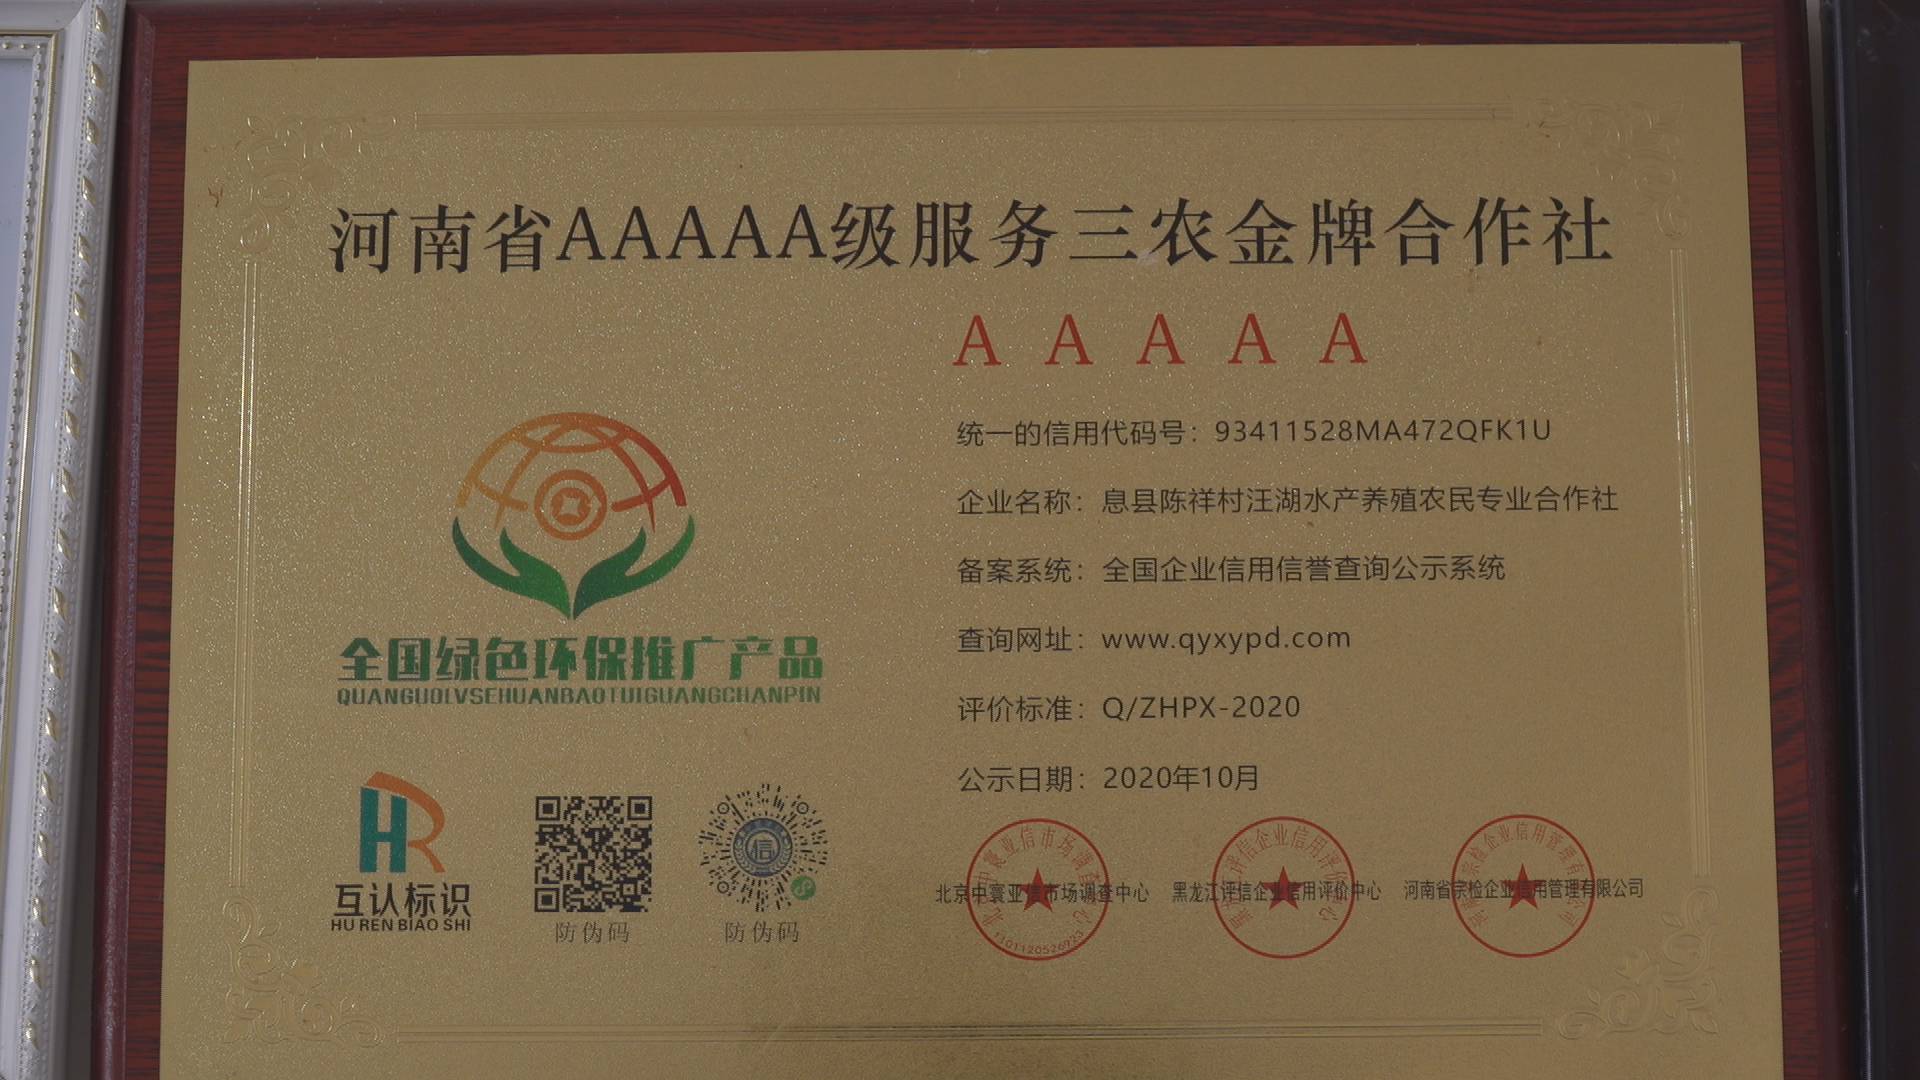 河南省AAAAA级服务三农金牌合作社
A A A A A
统一的信用代码号：93411528MA472QFK1U
企业名称：息县陈祥村汪湖水产养殖农民专业合作社
备案系统：全国企业信用信誉查询公示系统
查询网址：www.qyxypd.com
评价标准：Q/ZHPX-2020
公示日期：2020年10月
全国绿色环保推广产品
QUANGUOLVSEHUANBAOTUIGUANGCHANPIN
HR
互认标识
HU REN BIAO SHI
防伪码
信
防伪码
北京中寰亚信市场调查中心
1101120526923
黑龙江评信企业信用评价中心
河南省宗检企业信用管理有限公司